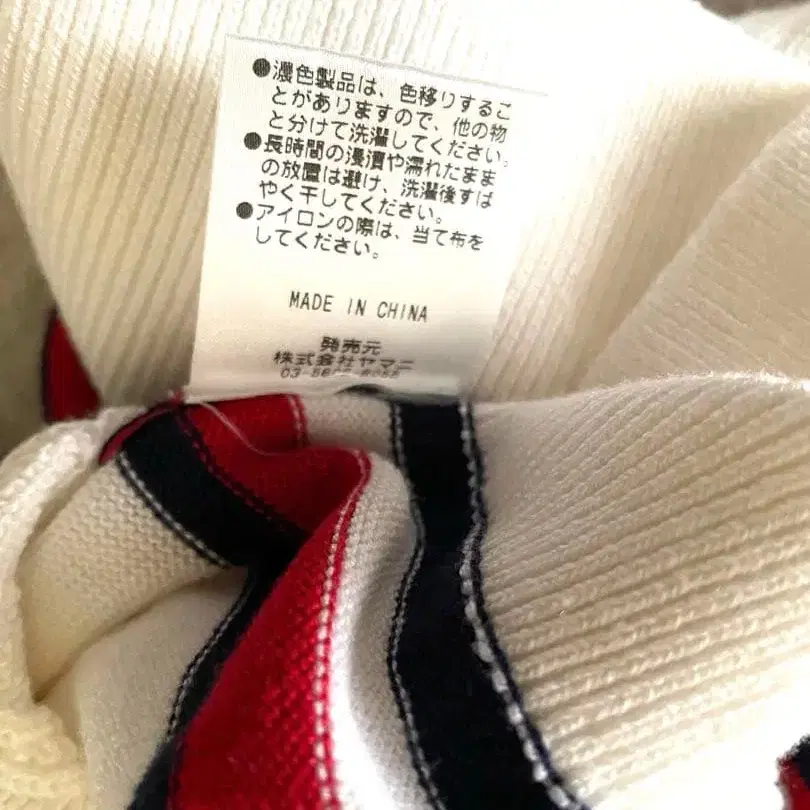 ●濃色製品は、色移りするこ
とがありますので、他の物
と分けて洗濯してください。
●長時間の浸漬や濡れたまま
の放置は避け、洗濯後すば
やく干してください。
●アイロンの際は、当て布を
してください。
MADE IN CHINA
発売元
株式会社ヤマニ